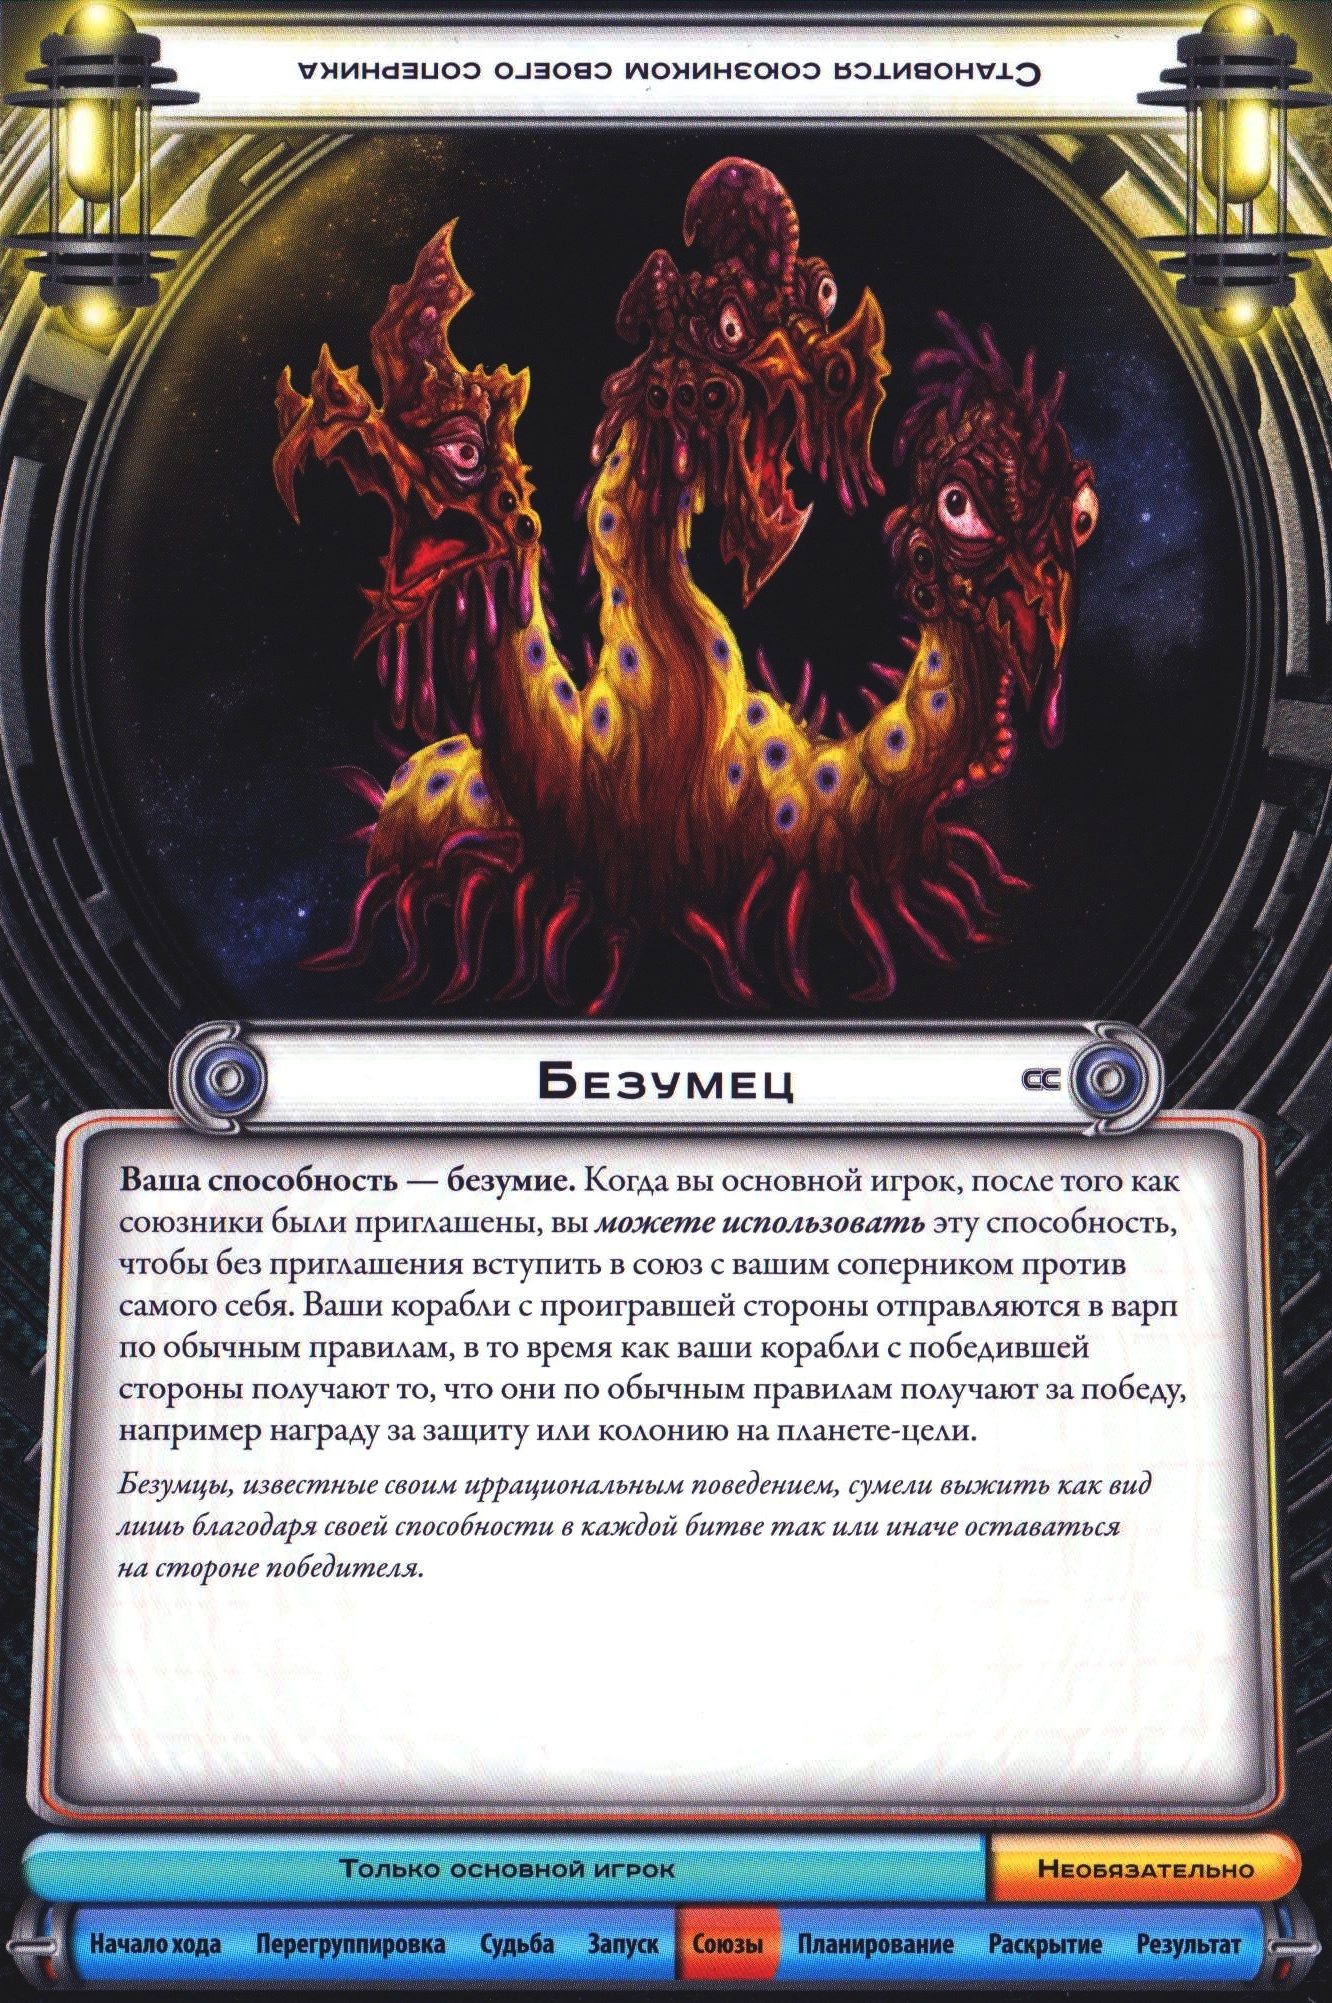 Становится союзником своего соперника
Безумец
CC
Ваша способность — безумие. Когда вы основной игрок, после того как
союзники были приглашены, вы можете использовать эту способность,
чтобы без приглашения вступить в союз с вашим соперником против
самого себя. Ваши корабли с проигравшей стороны отправляются в варп
по обычным правилам, в то время как ваши корабли с победившей
стороны получают то, что они по обычным правилам получают за победу,
например награду за защиту или колонию на планете-цели.
Безумцы, известные своим иррациональным поведением, сумели выжить как вид
лишь благодаря своей способности в каждой битве так или иначе оставаться
на стороне победителя.
Только основной игрок Необязательно
Начало хода Перегруппировка Судьба Запуск Союзы Планирование Раскрытие Результат